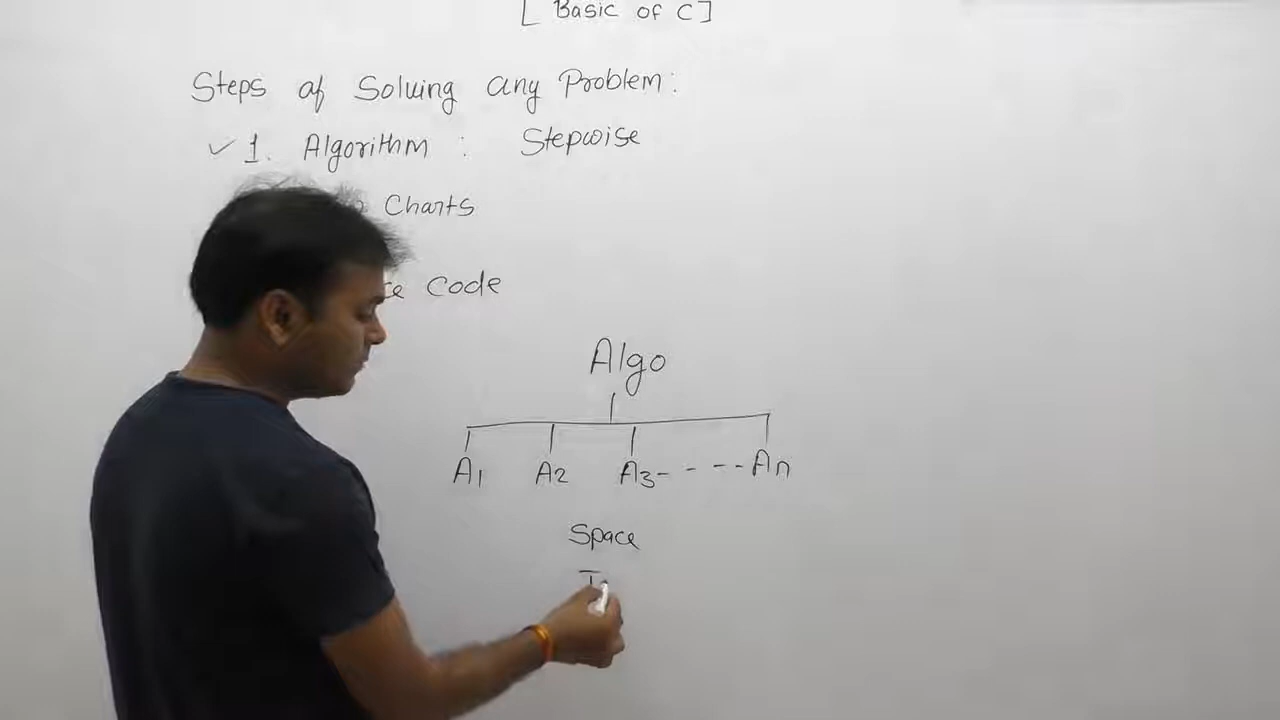 [ Basic of C ]
Steps of Solving any Problem:
✓ 1. Algorithm : Stepwise
Charts
Code
Algo
A1 A2 A3 - - - - An
Space
T